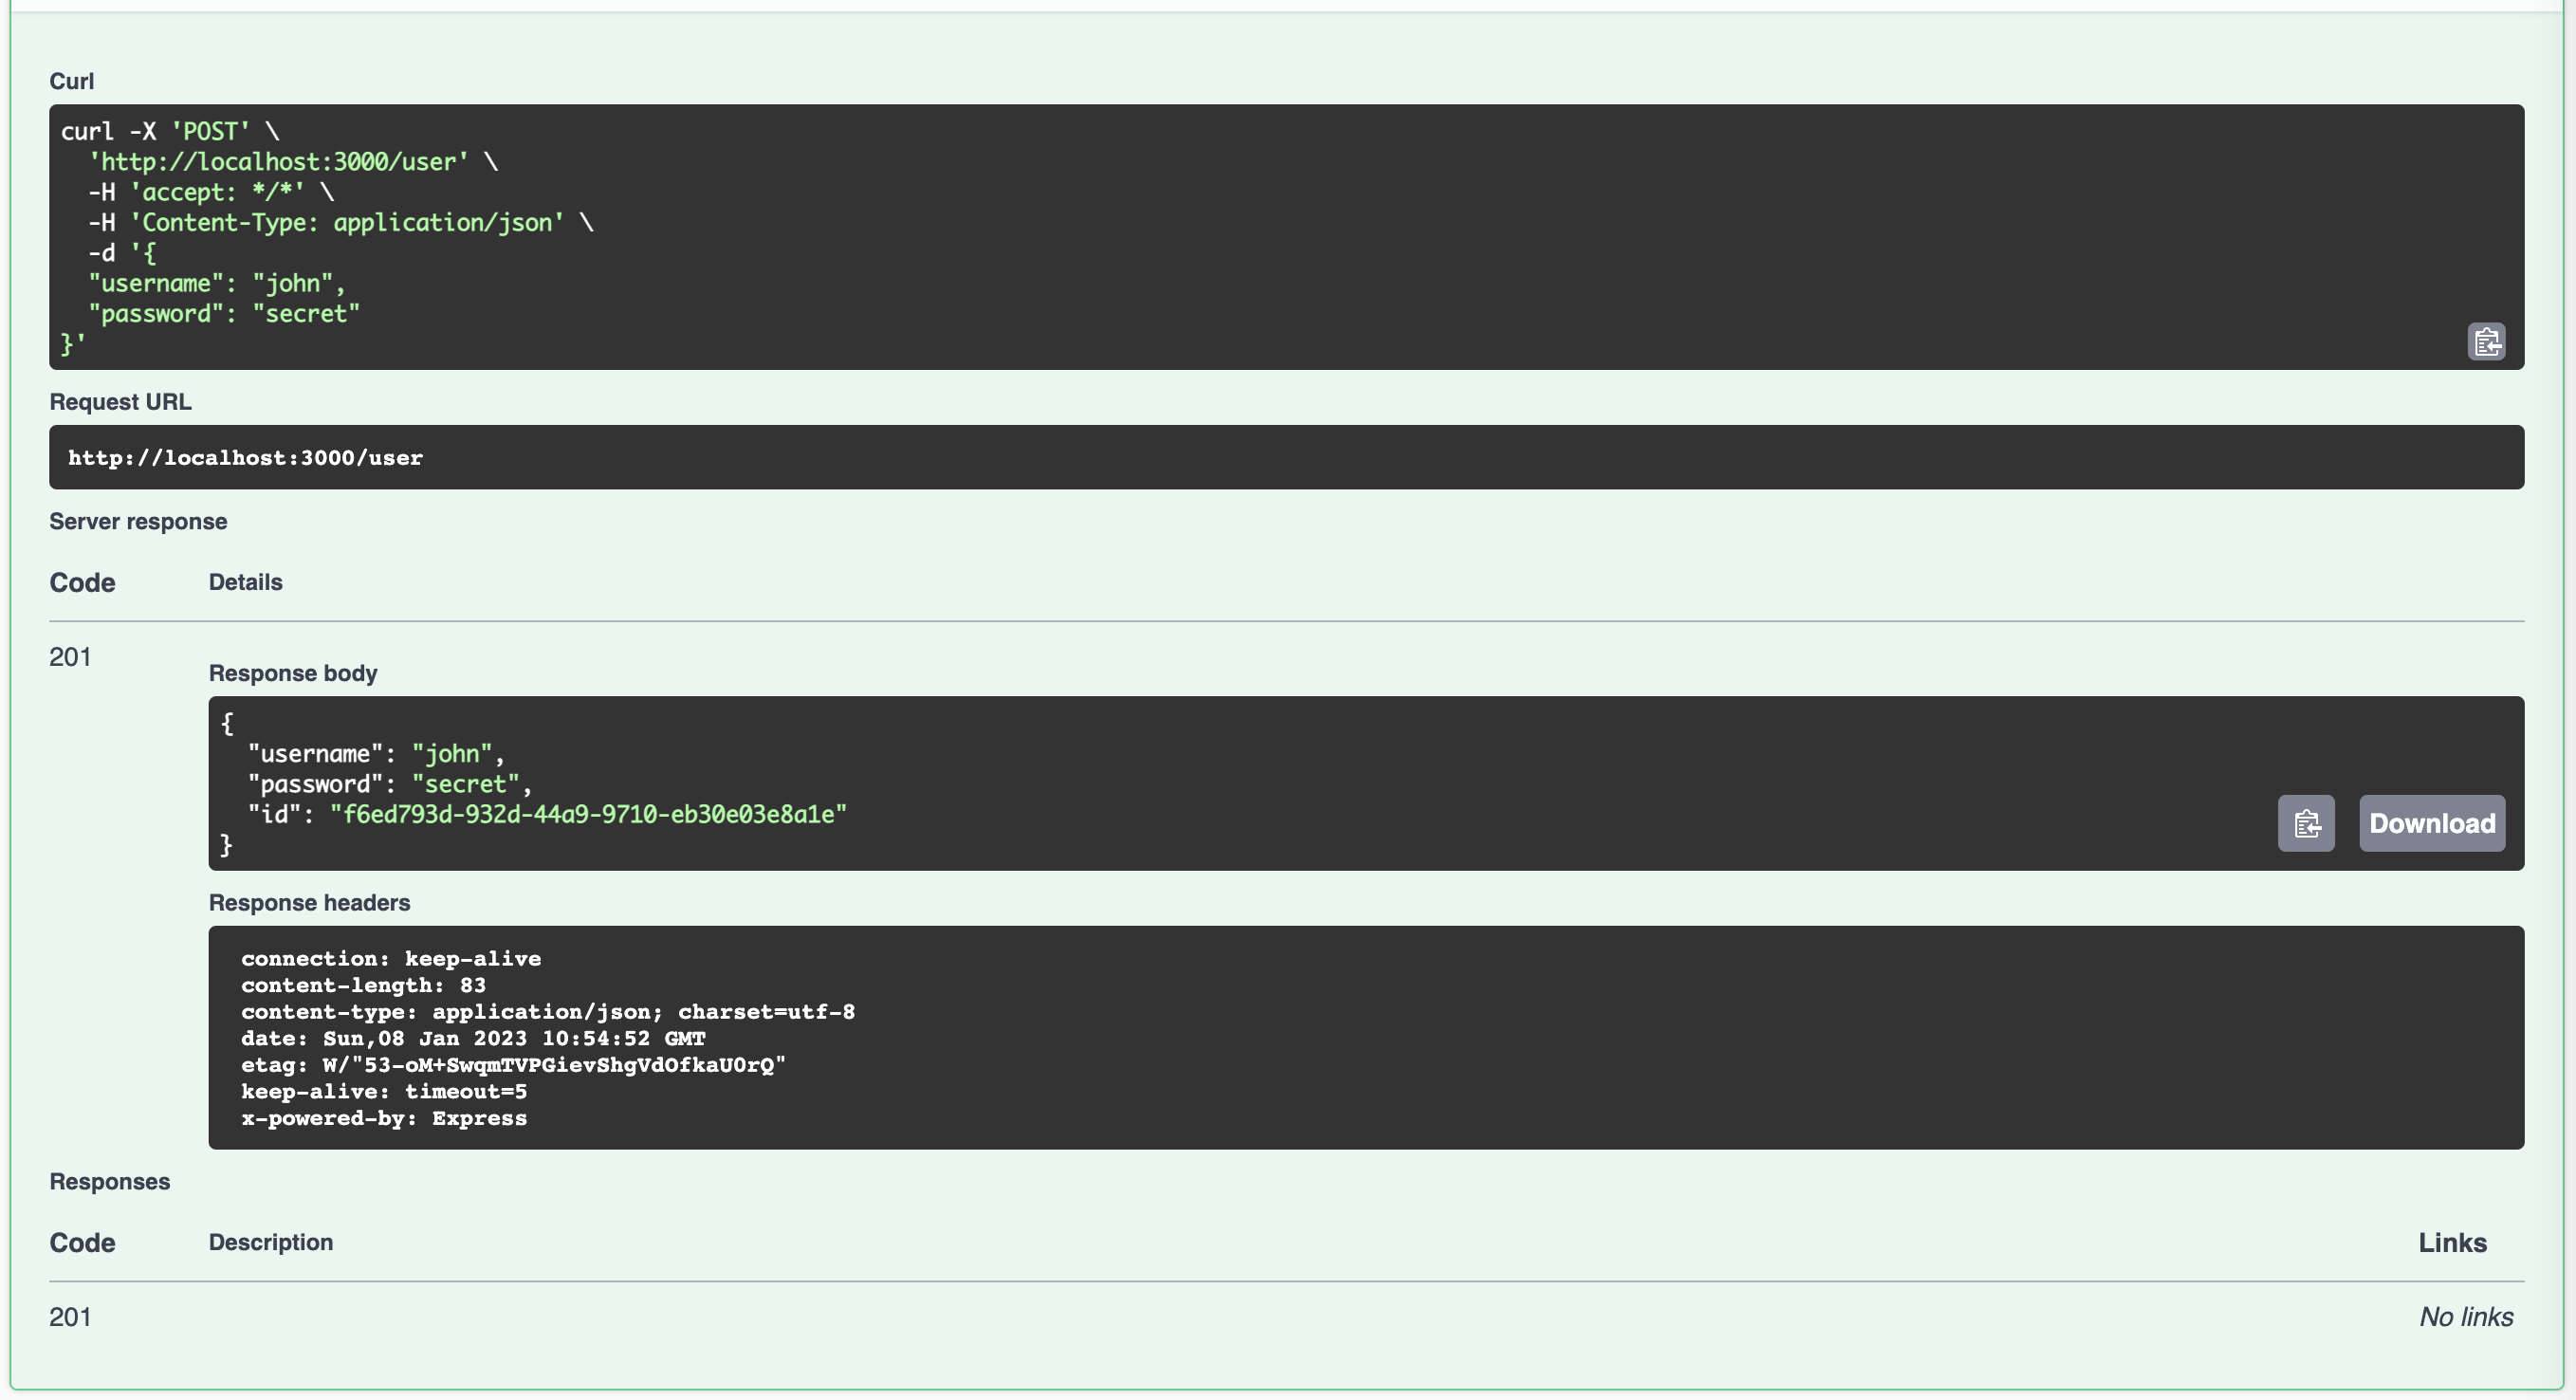 Curl
curl -X 'POST' \
  'http://localhost:3000/user' \
  -H 'accept: */*' \
  -H 'Content-Type: application/json' \
  -d '{
  "username": "john",
  "password": "secret"
}'
Request URL
http://localhost:3000/user
Server response
Code Details
201
Response body
{
  "username": "john",
  "password": "secret",
  "id": "f6ed793d-932d-44a9-9710-eb30e03e8a1e"
}
Download
Response headers
connection: keep-alive
content-length: 83
content-type: application/json; charset=utf-8
date: Sun,08 Jan 2023 10:54:52 GMT
etag: W/"53-oM+SwqmTVPGievShgVdOfkaU0rQ"
keep-alive: timeout=5
x-powered-by: Express
Responses
Code Description Links
201 No links